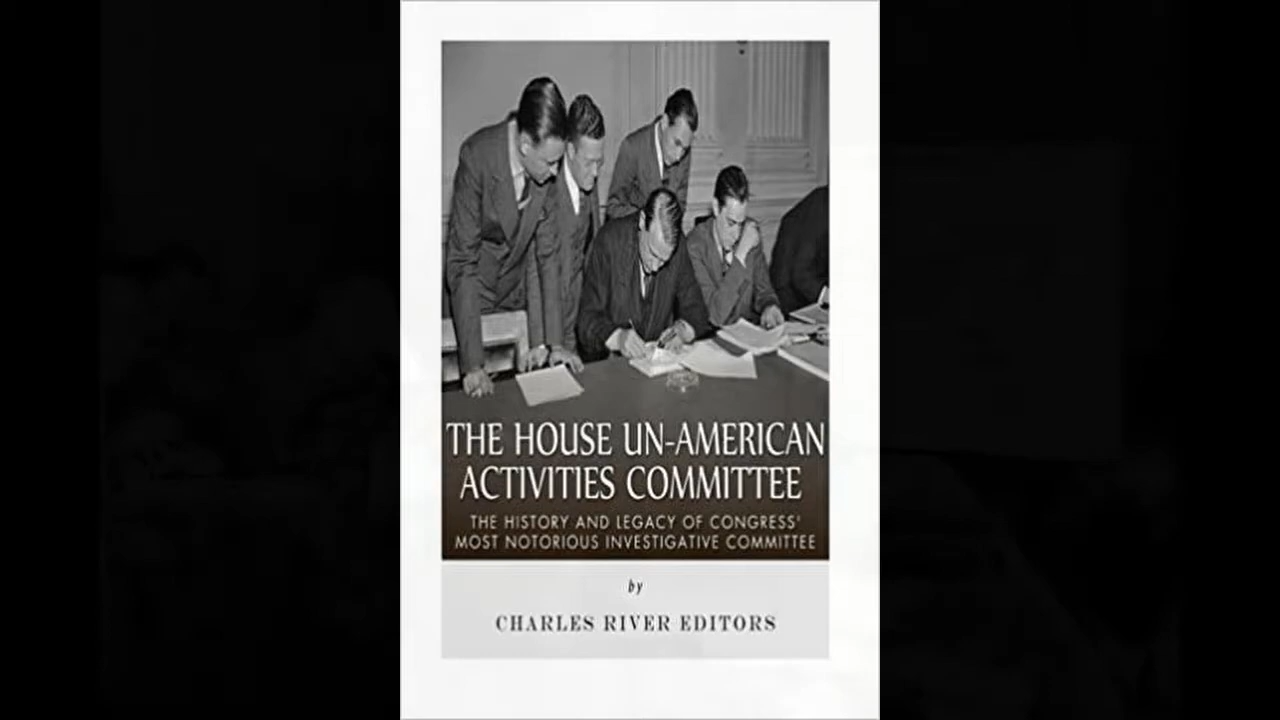 THE HOUSE UN-AMERICAN
ACTIVITIES COMMITTEE
THE HISTORY AND LEGACY OF CONGRESS'
MOST NOTORIOUS INVESTIGATIVE COMMITTEE
by
CHARLES RIVER EDITORS